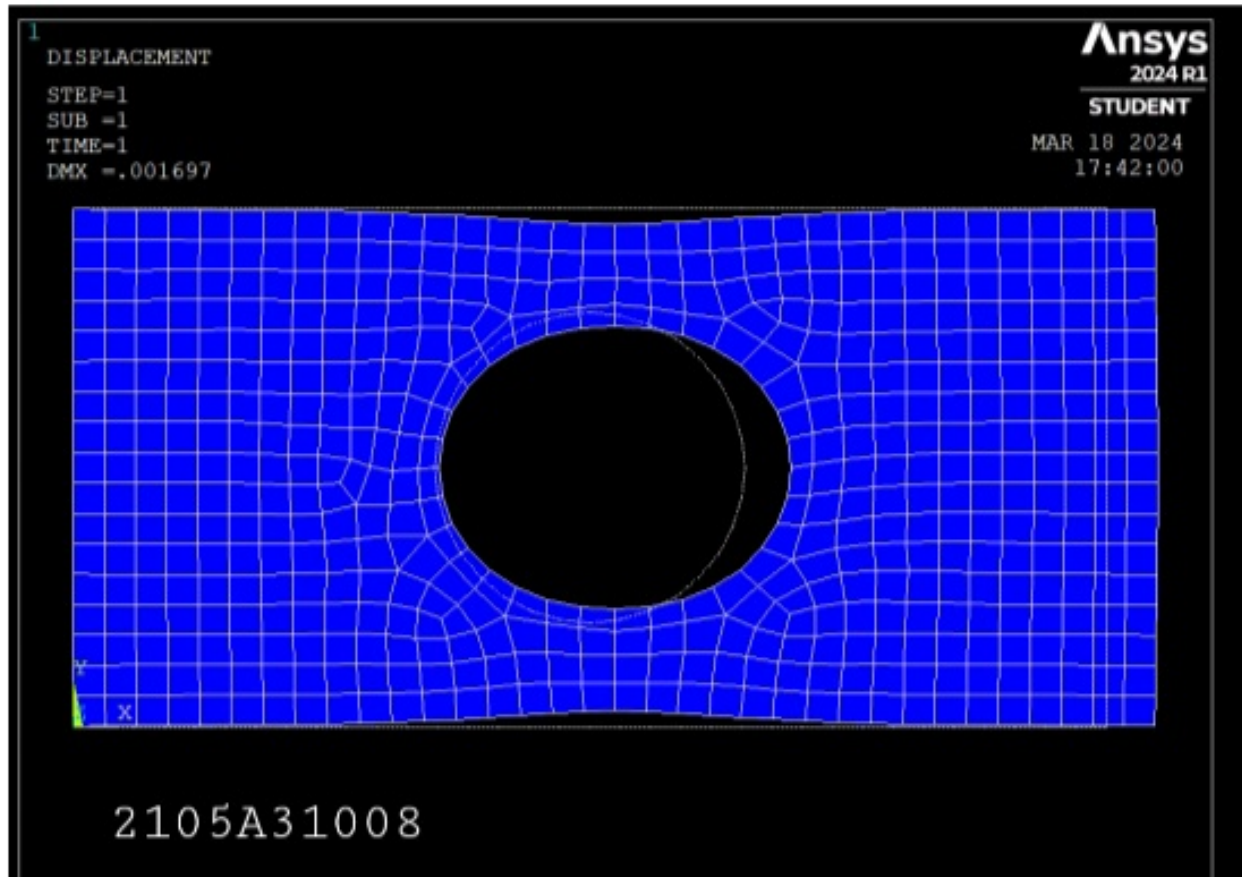 1
DISPLACEMENT
STEP=1
SUB =1
TIME=1
DMX =.001697
Ansys
2024 R1
STUDENT
MAR 18 2024
17:42:00
Y
X
2105A31008